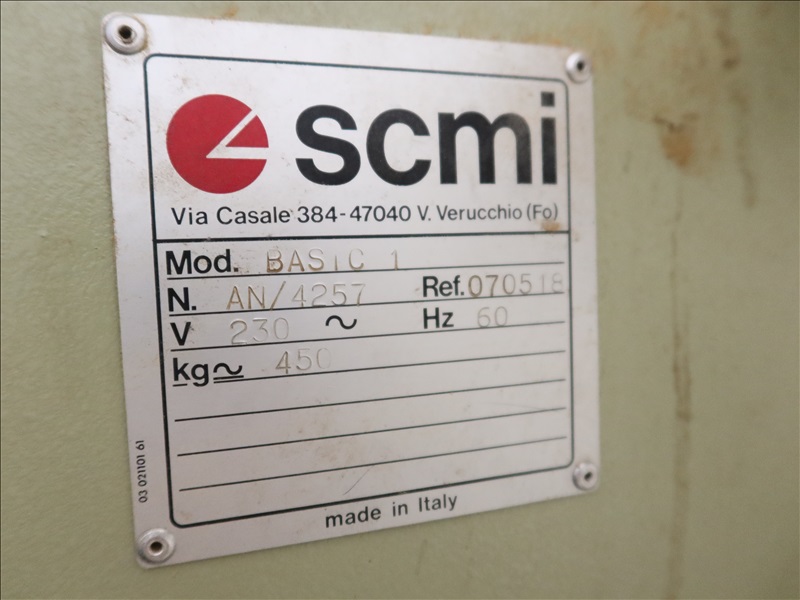 scmi
Via Casale 384-47040 V. Verucchio (Fo)
Mod. BASIC 1
N. AN/4257 Ref. 070518
V 230 ~ Hz 60
kg≃ 450
made in Italy
03 021101 61